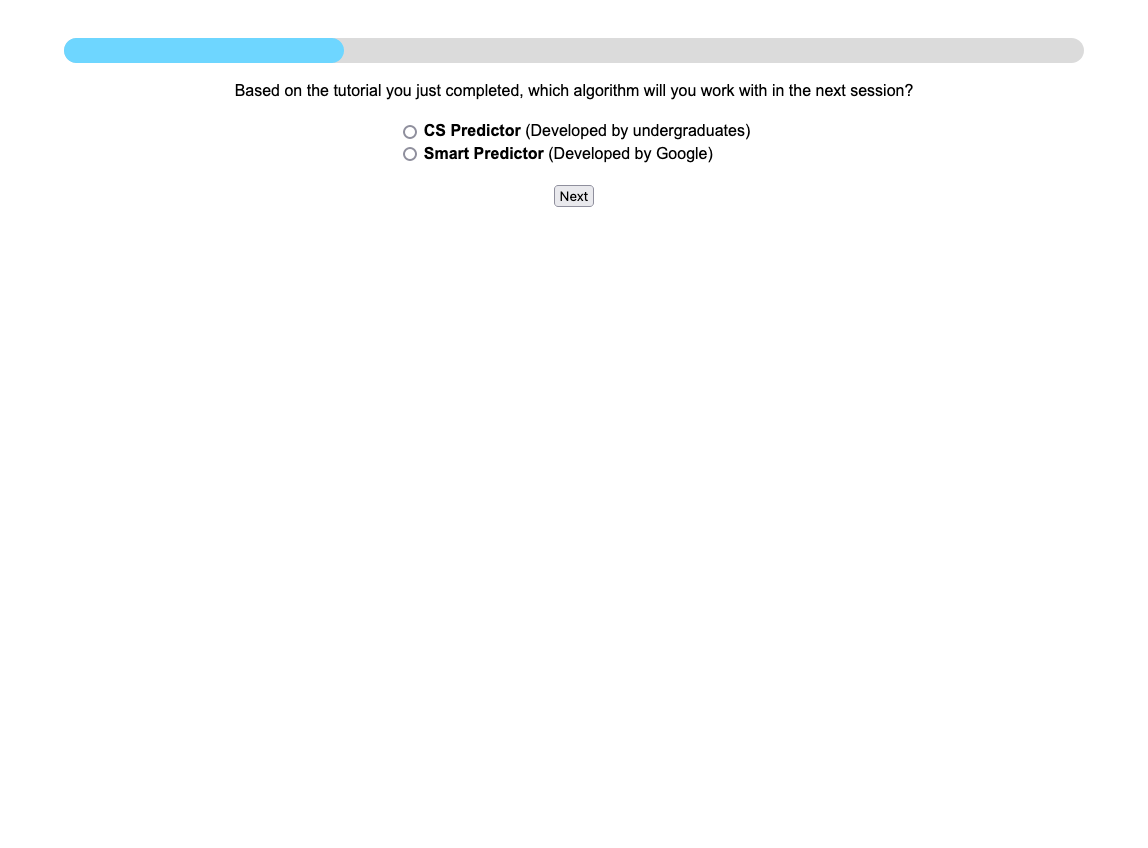 Based on the tutorial you just completed, which algorithm will you work with in the next session?
CS Predictor (Developed by undergraduates)
Smart Predictor (Developed by Google)
Next